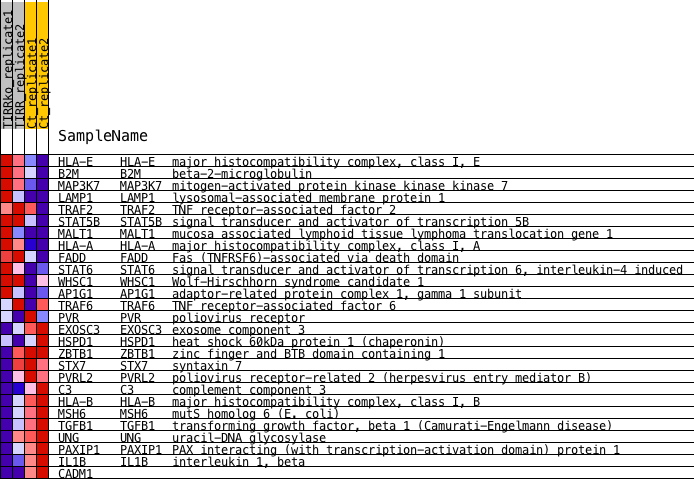 TIRRko_replicate1
TIRR_replicate2
Ct_replicate1
Ct_replicate2
SampleName
HLA-E HLA-E major histocompatibility complex, class I, E
B2M B2M beta-2-microglobulin
MAP3K7 MAP3K7 mitogen-activated protein kinase kinase kinase 7
LAMP1 LAMP1 lysosomal-associated membrane protein 1
TRAF2 TRAF2 TNF receptor-associated factor 2
STAT5B STAT5B signal transducer and activator of transcription 5B
MALT1 MALT1 mucosa associated lymphoid tissue lymphoma translocation gene 1
HLA-A HLA-A major histocompatibility complex, class I, A
FADD FADD Fas (TNFRSF6)-associated via death domain
STAT6 STAT6 signal transducer and activator of transcription 6, interleukin-4 induced
WHSC1 WHSC1 Wolf-Hirschhorn syndrome candidate 1
AP1G1 AP1G1 adaptor-related protein complex 1, gamma 1 subunit
TRAF6 TRAF6 TNF receptor-associated factor 6
PVR PVR poliovirus receptor
EXOSC3 EXOSC3 exosome component 3
HSPD1 HSPD1 heat shock 60kDa protein 1 (chaperonin)
ZBTB1 ZBTB1 zinc finger and BTB domain containing 1
STX7 STX7 syntaxin 7
PVRL2 PVRL2 poliovirus receptor-related 2 (herpesvirus entry mediator B)
C3 C3 complement component 3
HLA-B HLA-B major histocompatibility complex, class I, B
MSH6 MSH6 mutS homolog 6 (E. coli)
TGFB1 TGFB1 transforming growth factor, beta 1 (Camurati-Engelmann disease)
UNG UNG uracil-DNA glycosylase
PAXIP1 PAXIP1 PAX interacting (with transcription-activation domain) protein 1
IL1B IL1B interleukin 1, beta
CADM1